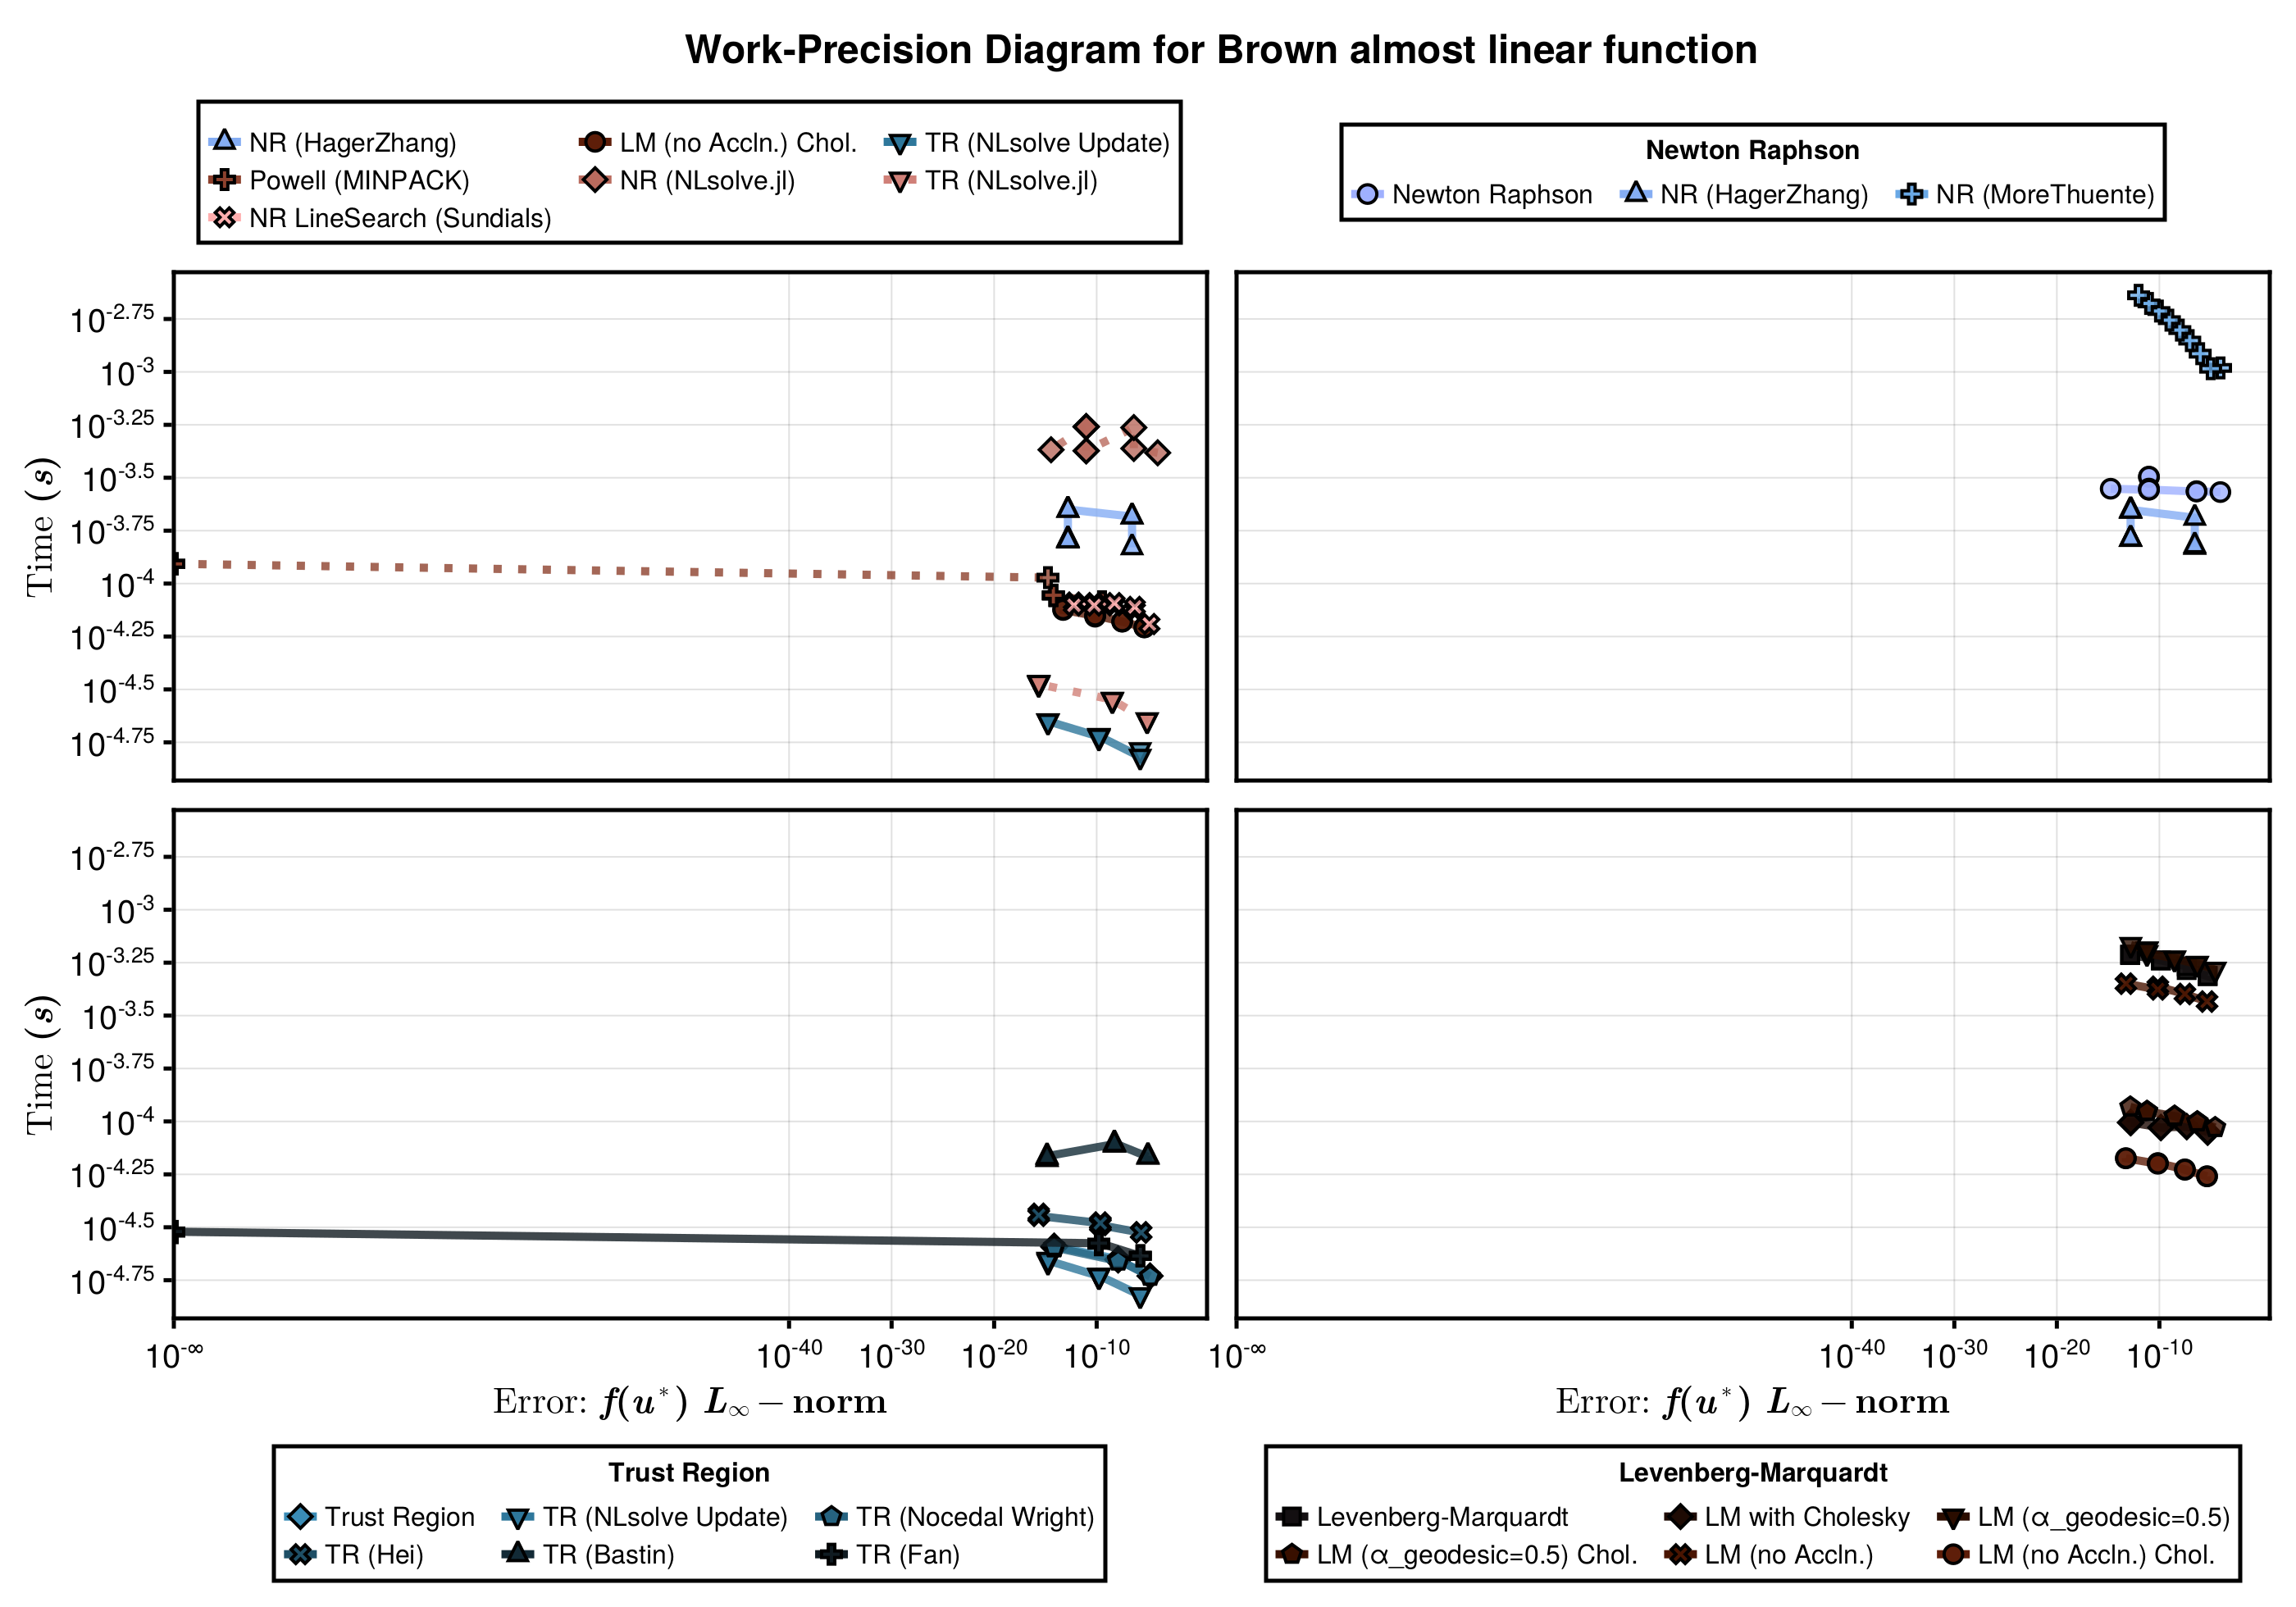 Work-Precision Diagram for Brown almost linear function
NR (HagerZhang) LM (no Accln.) Chol. TR (NLsolve Update)
Powell (MINPACK) NR (NLsolve.jl) TR (NLsolve.jl)
NR LineSearch (Sundials)
Newton Raphson
Newton Raphson NR (HagerZhang) NR (MoreThuente)
Time (s)
10^-2.75
10^-3
10^-3.25
10^-3.5
10^-3.75
10^-4
10^-4.25
10^-4.5
10^-4.75
Time (s)
10^-2.75
10^-3
10^-3.25
10^-3.5
10^-3.75
10^-4
10^-4.25
10^-4.5
10^-4.75
10^-∞ 10^-40 10^-30 10^-20 10^-10
10^-∞ 10^-40 10^-30 10^-20 10^-10
Error: f(u*) L∞ − norm
Error: f(u*) L∞ − norm
Trust Region
Trust Region TR (NLsolve Update) TR (Nocedal Wright)
TR (Hei) TR (Bastin) TR (Fan)
Levenberg-Marquardt
Levenberg-Marquardt LM with Cholesky LM (α_geodesic=0.5)
LM (α_geodesic=0.5) Chol. LM (no Accln.) LM (no Accln.) Chol.